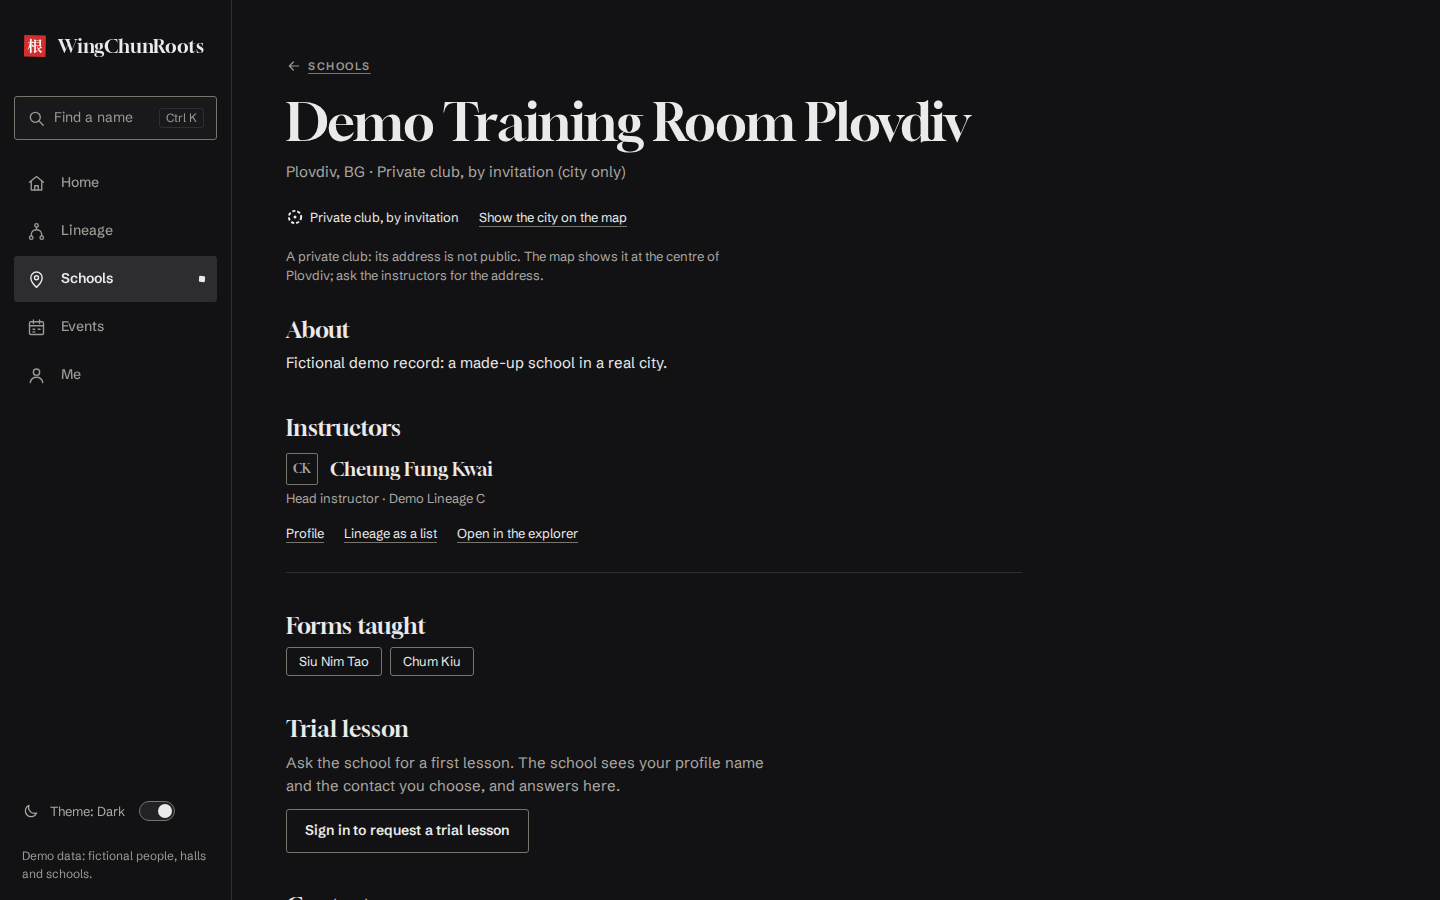 根 WingChunRoots
Find a name Ctrl K
Home
Lineage
Schools
Events
Me
Theme: Dark
Demo data: fictional people, halls
and schools.
← SCHOOLS
Demo Training Room Plovdiv
Plovdiv, BG · Private club, by invitation (city only)
Private club, by invitation Show the city on the map
A private club: its address is not public. The map shows it at the centre of
Plovdiv; ask the instructors for the address.
About
Fictional demo record: a made-up school in a real city.
Instructors
CK Cheung Fung Kwai
Head instructor · Demo Lineage C
Profile Lineage as a list Open in the explorer
Forms taught
Siu Nim Tao Chum Kiu
Trial lesson
Ask the school for a first lesson. The school sees your profile name
and the contact you choose, and answers here.
Sign in to request a trial lesson